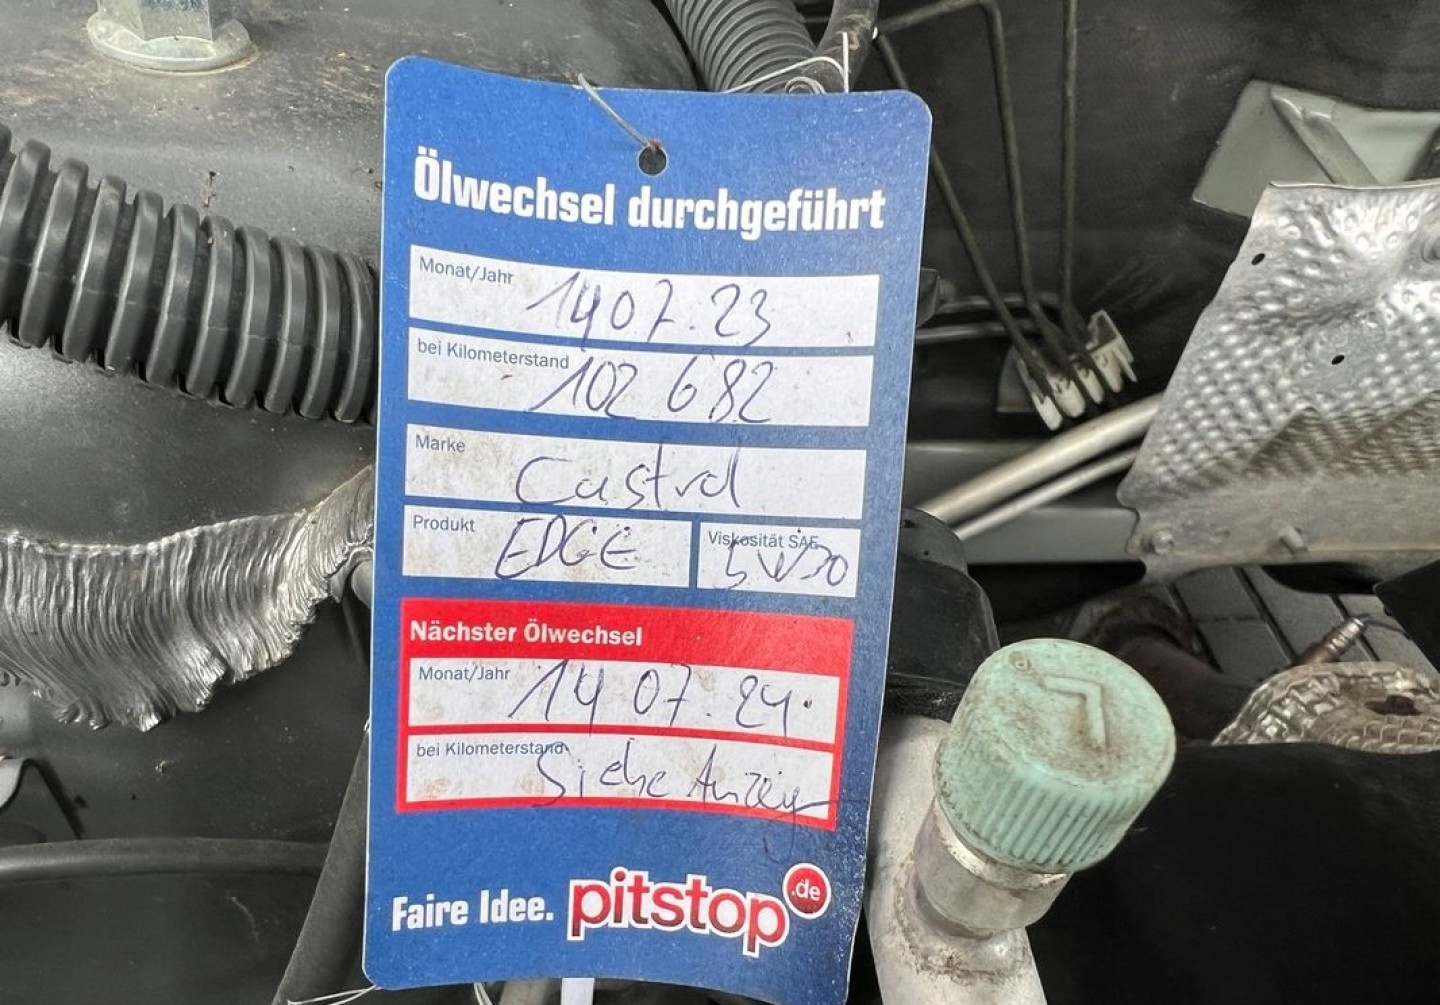 Ölwechsel durchgeführt
Monat/Jahr 14 07. 23
bei Kilometerstand 102 682
Marke Castrol
Produkt EDGE Viskosität SAE 5W30
Nächster Ölwechsel
Monat/Jahr 14 07. 24.
bei Kilometerstand Siehe Anzeige
Faire Idee. pitstop.de